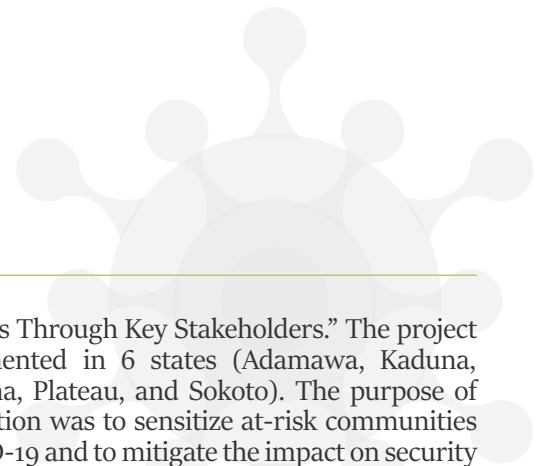 s Through Key Stakeholders.” The project
ented in 6 states (Adamawa, Kaduna,
na, Plateau, and Sokoto). The purpose of
tion was to sensitize at-risk communities
D-19 and to mitigate the impact on security